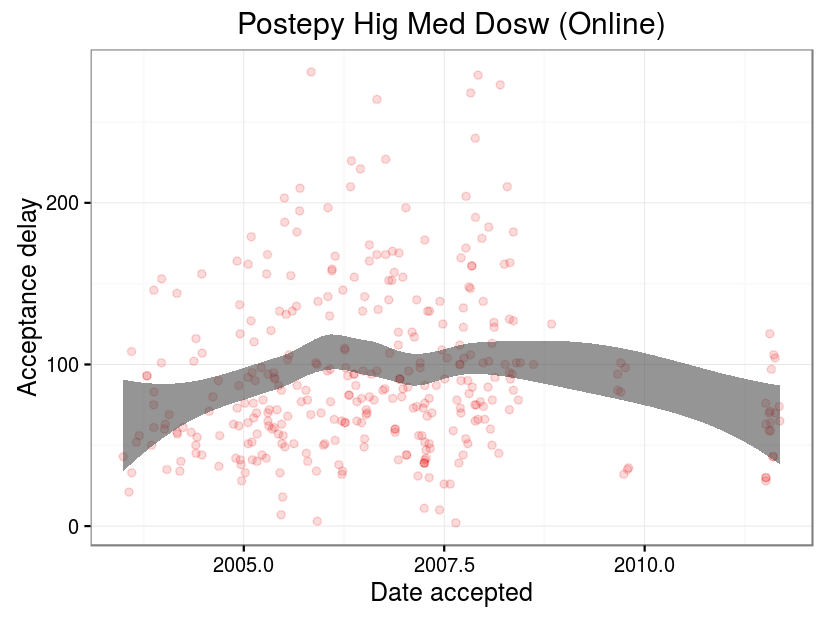 Postepy Hig Med Dosw (Online)
Acceptance delay
200
100
0
2005.0 2007.5 2010.0
Date accepted